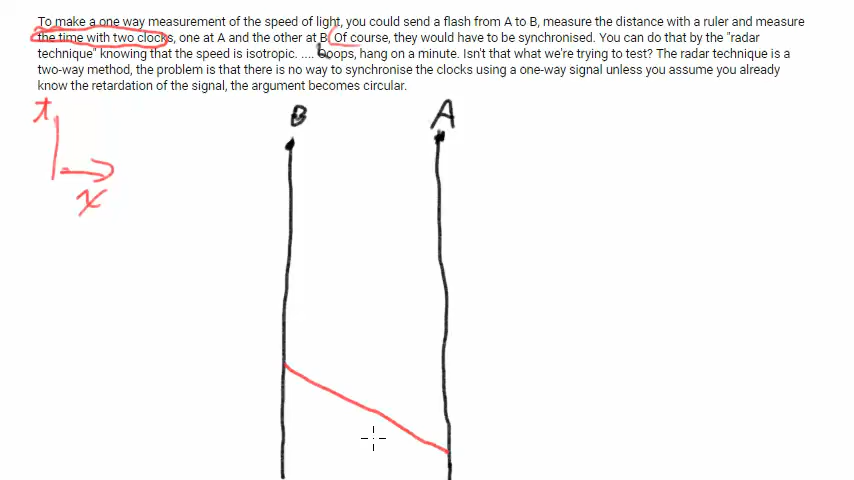 To make a one way measurement of the speed of light, you could send a flash from A to B, measure the distance with a ruler and measure
the time with two clocks, one at A and the other at B. Of course, they would have to be synchronised. You can do that by the "radar
technique" knowing that the speed is isotropic. .... Woops, hang on a minute. Isn't that what we're trying to test? The radar technique is a
two-way method, the problem is that there is no way to synchronise the clocks using a one-way signal unless you assume you already
know the retardation of the signal, the argument becomes circular.
B A
t
x